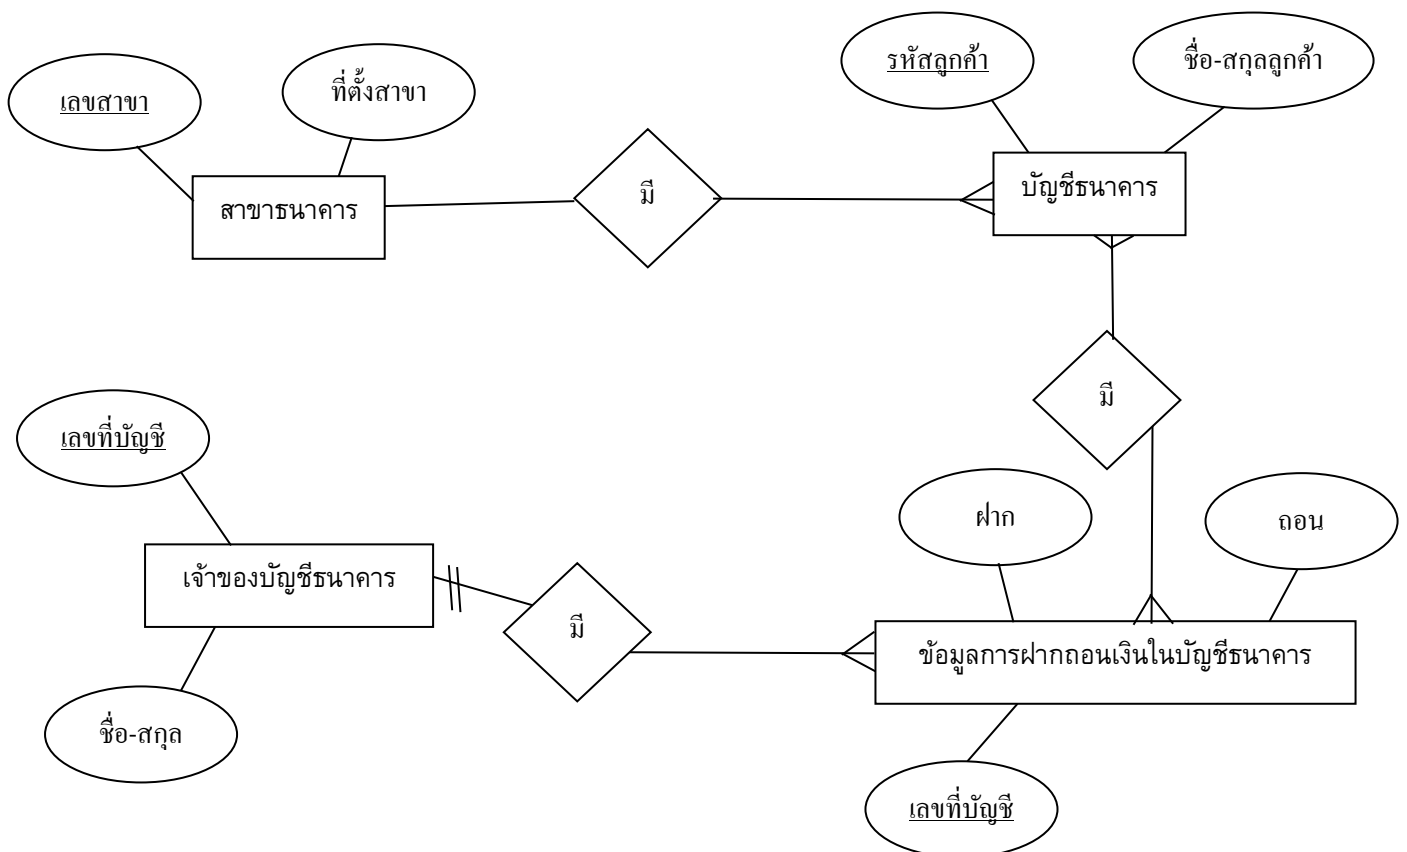 รหัสลูกค้า
ชื่อ-สกุลลูกค้า
เลขสาขา
ที่ตั้งสาขา
สาขาธนาคาร
มี
บัญชีธนาคาร
มี
เลขที่บัญชี
ฝาก
ถอน
เจ้าของบัญชีธนาคาร
มี
ข้อมูลการฝากถอนเงินในบัญชีธนาคาร
ชื่อ-สกุล
เลขที่บัญชี